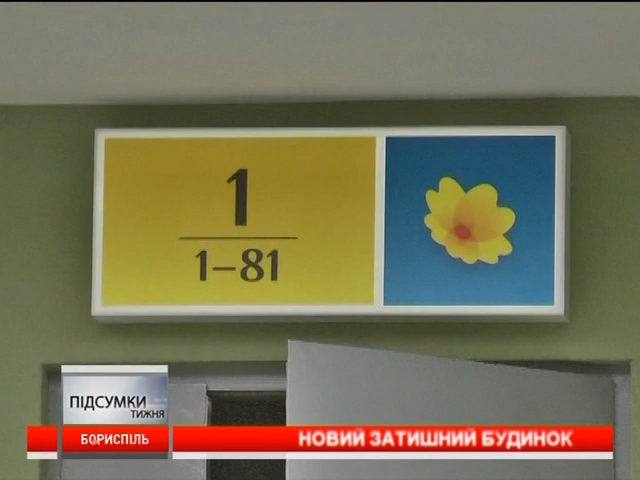 1
1–81
ПІДСУМКИ
ТИЖНЯ
БОРИСПІЛЬ
НОВИЙ ЗАТИШНИЙ БУДИНОК